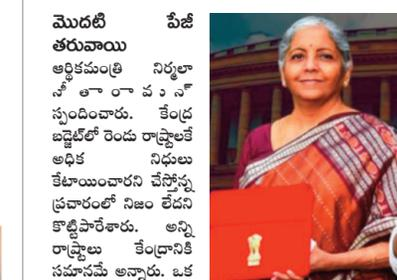 మొదటి పేజీ
తరువాయి
ఆర్థికమంత్రి నిర్మలా
సీతారామన్
స్పందించారు. కేంద్ర
బడ్జెట్‌లో రెండు రాష్ట్రాలకే
అధిక నిధులు
కేటాయించారని చేస్తోన్న
ప్రచారంలో నిజం లేదని
కొట్టిపారేశారు. అన్ని
రాష్ట్రాలు కేంద్రానికి
సమానమే అన్నారు. ఒక